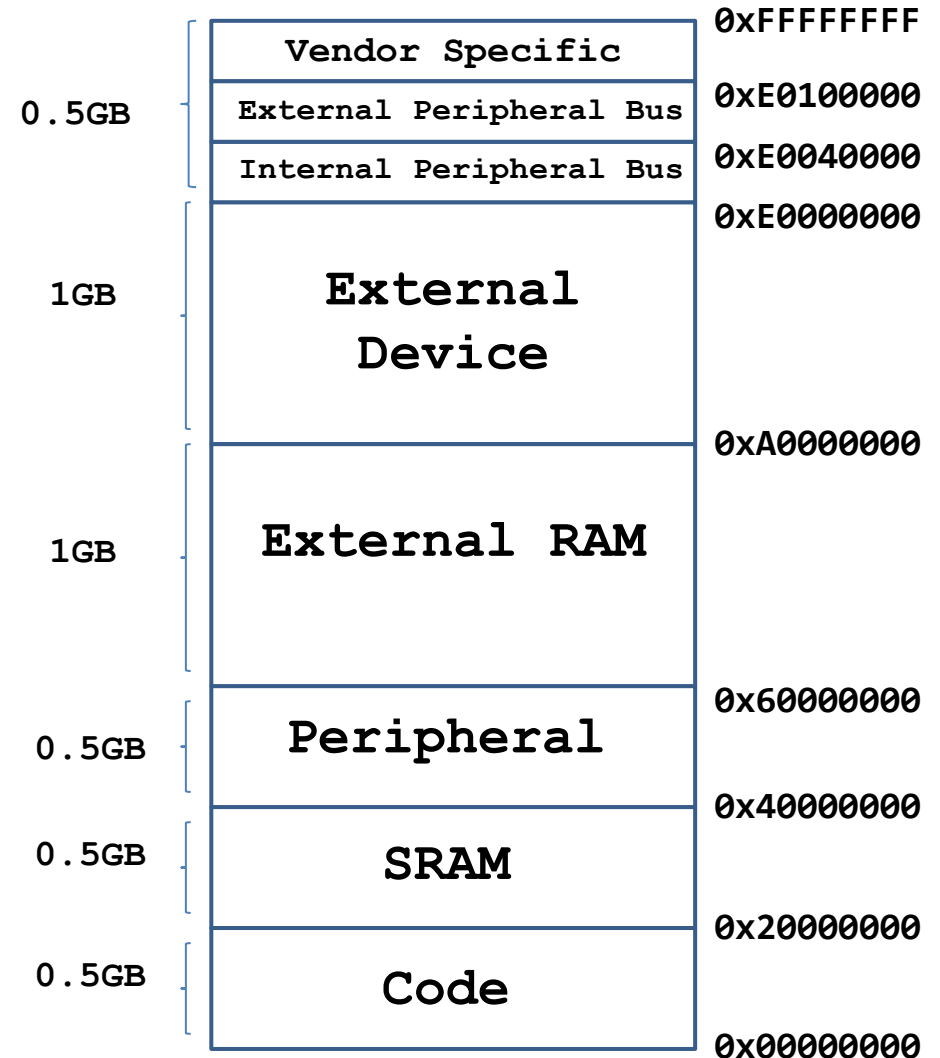 0xFFFFFFFF
Vendor Specific
0xE0100000
0.5GB
External Peripheral Bus
0xE0040000
Internal Peripheral Bus
0xE0000000
1GB
External
Device
0xA0000000
1GB
External RAM
0x60000000
0.5GB
Peripheral
0x40000000
0.5GB
SRAM
0x20000000
0.5GB
Code
0x00000000